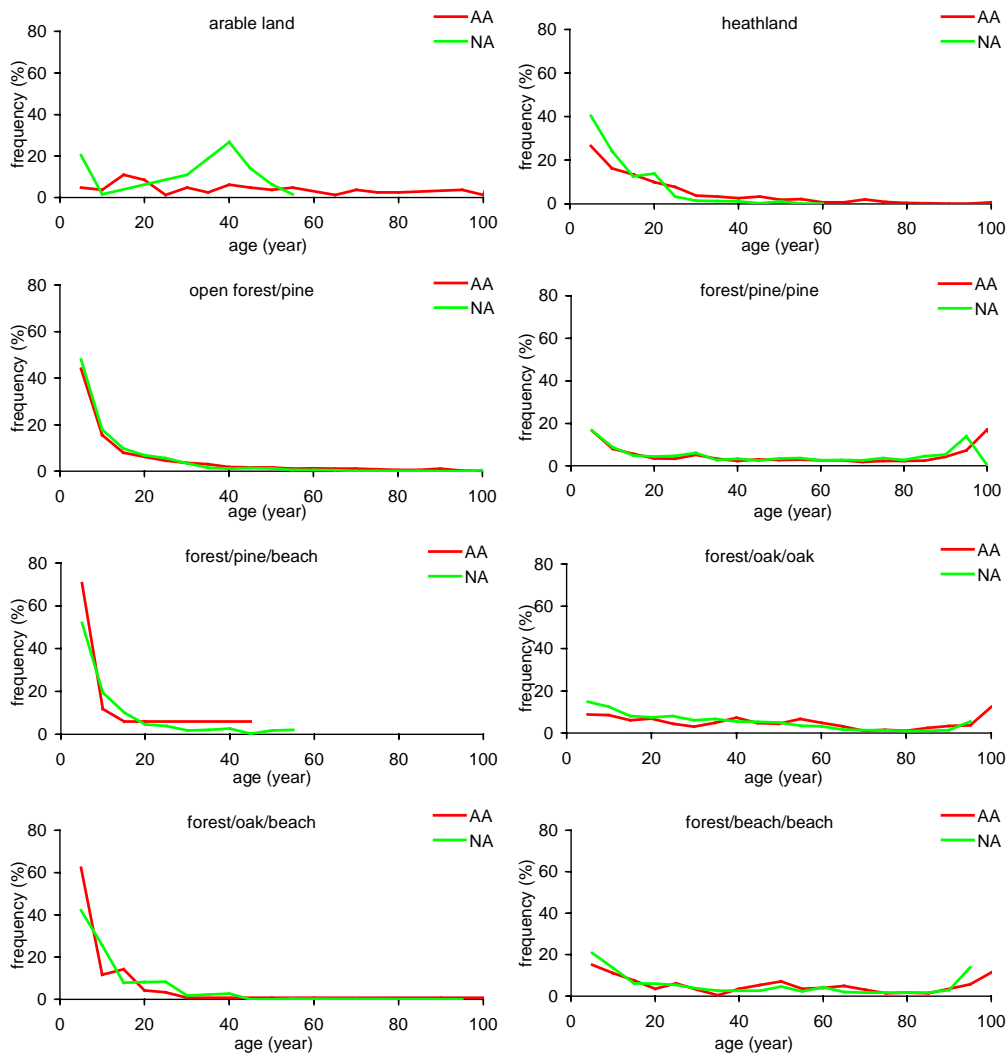 arable land
AA
NA
80
60
40
20
0
frequency (%)
0 20 40 60 80 100
age (year)
heathland
AA
NA
80
60
40
20
0
frequency (%)
0 20 40 60 80 100
age (year)
open forest/pine
AA
NA
80
60
40
20
0
frequency (%)
0 20 40 60 80 100
age (year)
forest/pine/pine
AA
NA
80
60
40
20
0
frequency (%)
0 20 40 60 80 100
age (year)
forest/pine/beach
AA
NA
80
60
40
20
0
frequency (%)
0 20 40 60 80 100
age (year)
forest/oak/oak
AA
NA
80
60
40
20
0
frequency (%)
0 20 40 60 80 100
age (year)
forest/oak/beach
AA
NA
80
60
40
20
0
frequency (%)
0 20 40 60 80 100
age (year)
forest/beach/beach
AA
NA
80
60
40
20
0
frequency (%)
0 20 40 60 80 100
age (year)